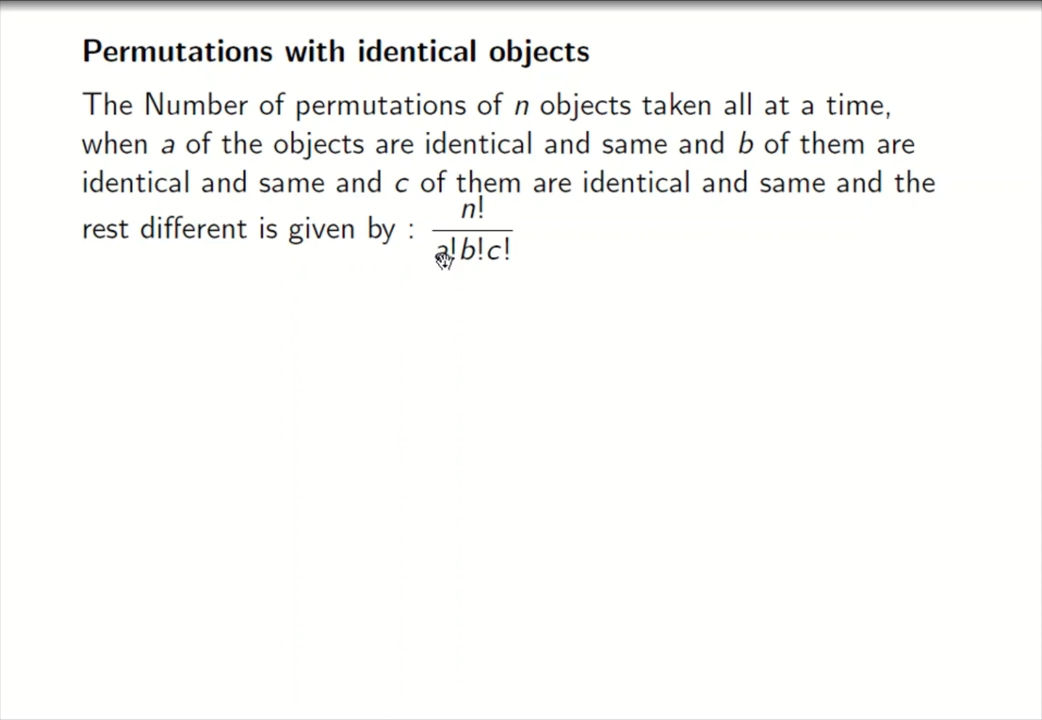 Permutations with identical objects
The Number of permutations of n objects taken all at a time,
when a of the objects are identical and same and b of them are
identical and same and c of them are identical and same and the
rest different is given by : n!/a!b!c!